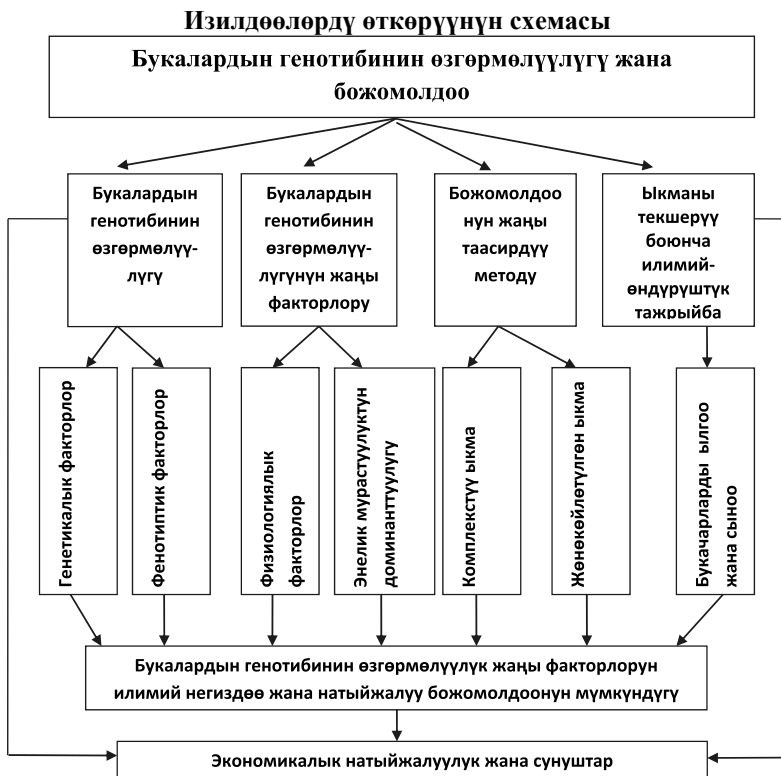 Изилдөөлөрдү өткөрүүнүн схемасы
Букалардын генотибинин өзгөрмөлүүлүгү жана
божомолдоо
Букалардын
генотибинин
өзгөрмөлүү-
лүгү
Букалардын
генотибинин
өзгөрмөлүү-
лүгүнүн жаңы
факторлору
Божомолдоо
нун жаңы
таасирдүү
методу
Ыкманы
текшерүү
боюнча
илимий-
өндүрүштүк
тажрыйба
Генетикалык факторлор
Фенотиптик факторлор
Физиологиялык
факторлор
Энелик мурастуулуктун
доминанттуулугу
Комплекстүү ыкма
Жөнөкөйлөтүлгөн ыкма
Букачарларды ылгоо
жана сыноо
Букалардын генотибинин өзгөрмөлүүлүк жаңы факторлорун
илимий негиздөө жана натыйжалуу божомолдоонун мүмкүндүгү
Экономикалык натыйжалуулук жана сунуштар